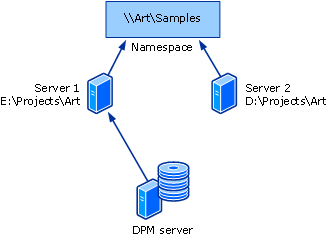 \\Art\Samples
Namespace
Server 1
E:\Projects\Art
Server 2
D:\Projects\Art
DPM server